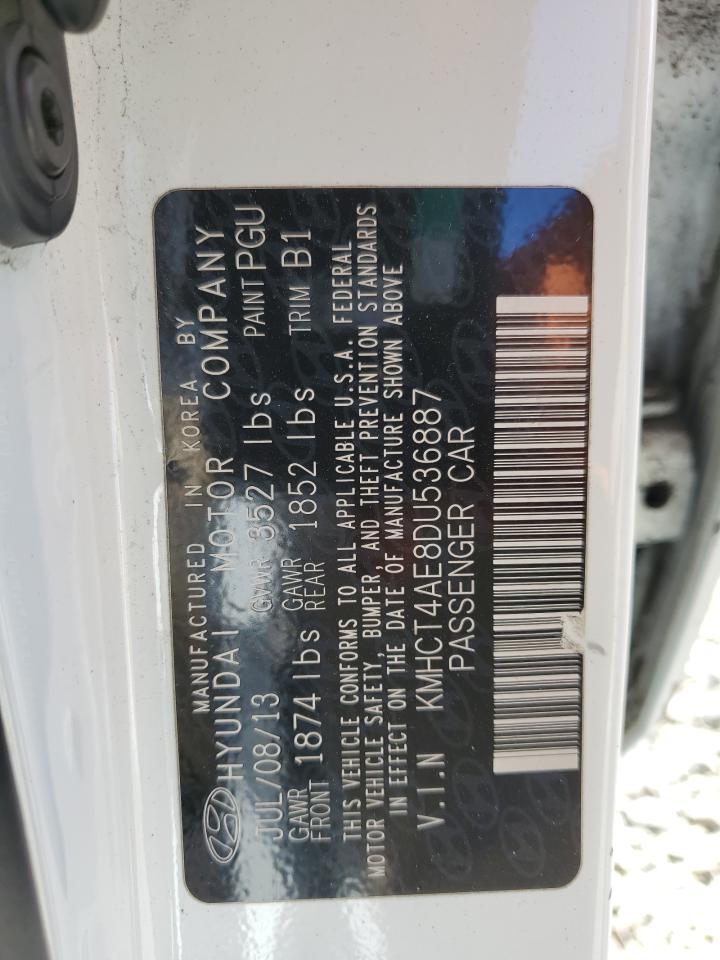 MANUFACTURED IN KOREA BY
HYUNDAI MOTOR COMPANY
JUL/08/13 GVWR 3527 lbs PAINT PGU
GAWR FRONT 1874 lbs GAWR REAR 1852 lbs TRIM B1
THIS VEHICLE CONFORMS TO ALL APPLICABLE U.S.A. FEDERAL
MOTOR VEHICLE SAFETY, BUMPER, AND THEFT PREVENTION STANDARDS
IN EFFECT ON THE DATE OF MANUFACTURE SHOWN ABOVE
V.I.N KMHCT4AE8DU536887
PASSENGER CAR